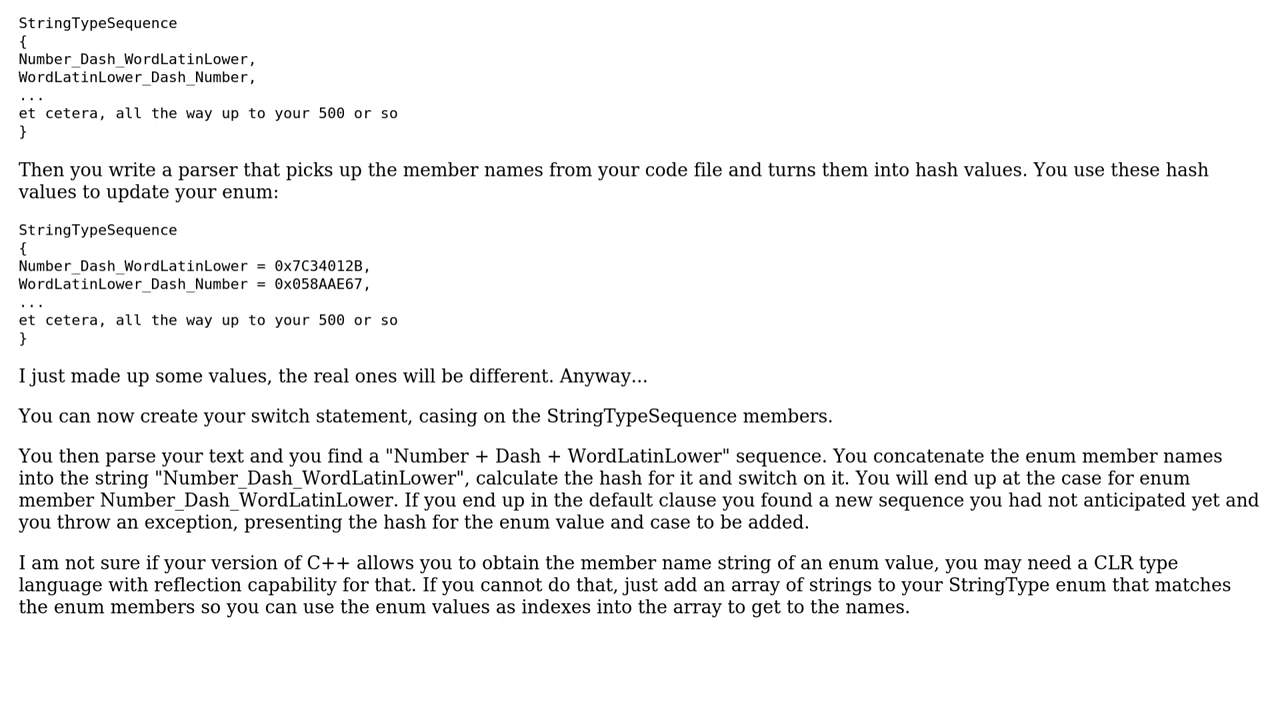 StringTypeSequence
{
Number_Dash_WordLatinLower,
WordLatinLower_Dash_Number,
...
et cetera, all the way up to your 500 or so
}
Then you write a parser that picks up the member names from your code file and turns them into hash values. You use these hash
values to update your enum:
StringTypeSequence
{
Number_Dash_WordLatinLower = 0x7C34012B,
WordLatinLower_Dash_Number = 0x058AAE67,
...
et cetera, all the way up to your 500 or so
}
I just made up some values, the real ones will be different. Anyway...
You can now create your switch statement, casing on the StringTypeSequence members.
You then parse your text and you find a "Number + Dash + WordLatinLower" sequence. You concatenate the enum member names
into the string "Number_Dash_WordLatinLower", calculate the hash for it and switch on it. You will end up at the case for enum
member Number_Dash_WordLatinLower. If you end up in the default clause you found a new sequence you had not anticipated yet and
you throw an exception, presenting the hash for the enum value and case to be added.
I am not sure if your version of C++ allows you to obtain the member name string of an enum value, you may need a CLR type
language with reflection capability for that. If you cannot do that, just add an array of strings to your StringType enum that matches
the enum members so you can use the enum values as indexes into the array to get to the names.